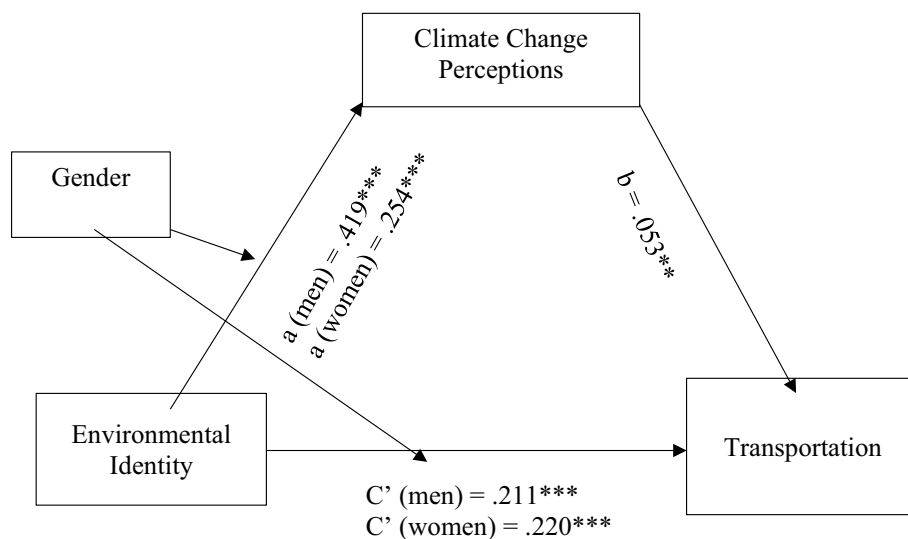 Climate Change
Perceptions
Gender
a (men) = .419***
a (women) = .254***
b = .053**
Environmental
Identity
Transportation
C’ (men) = .211***
C’ (women) = .220***